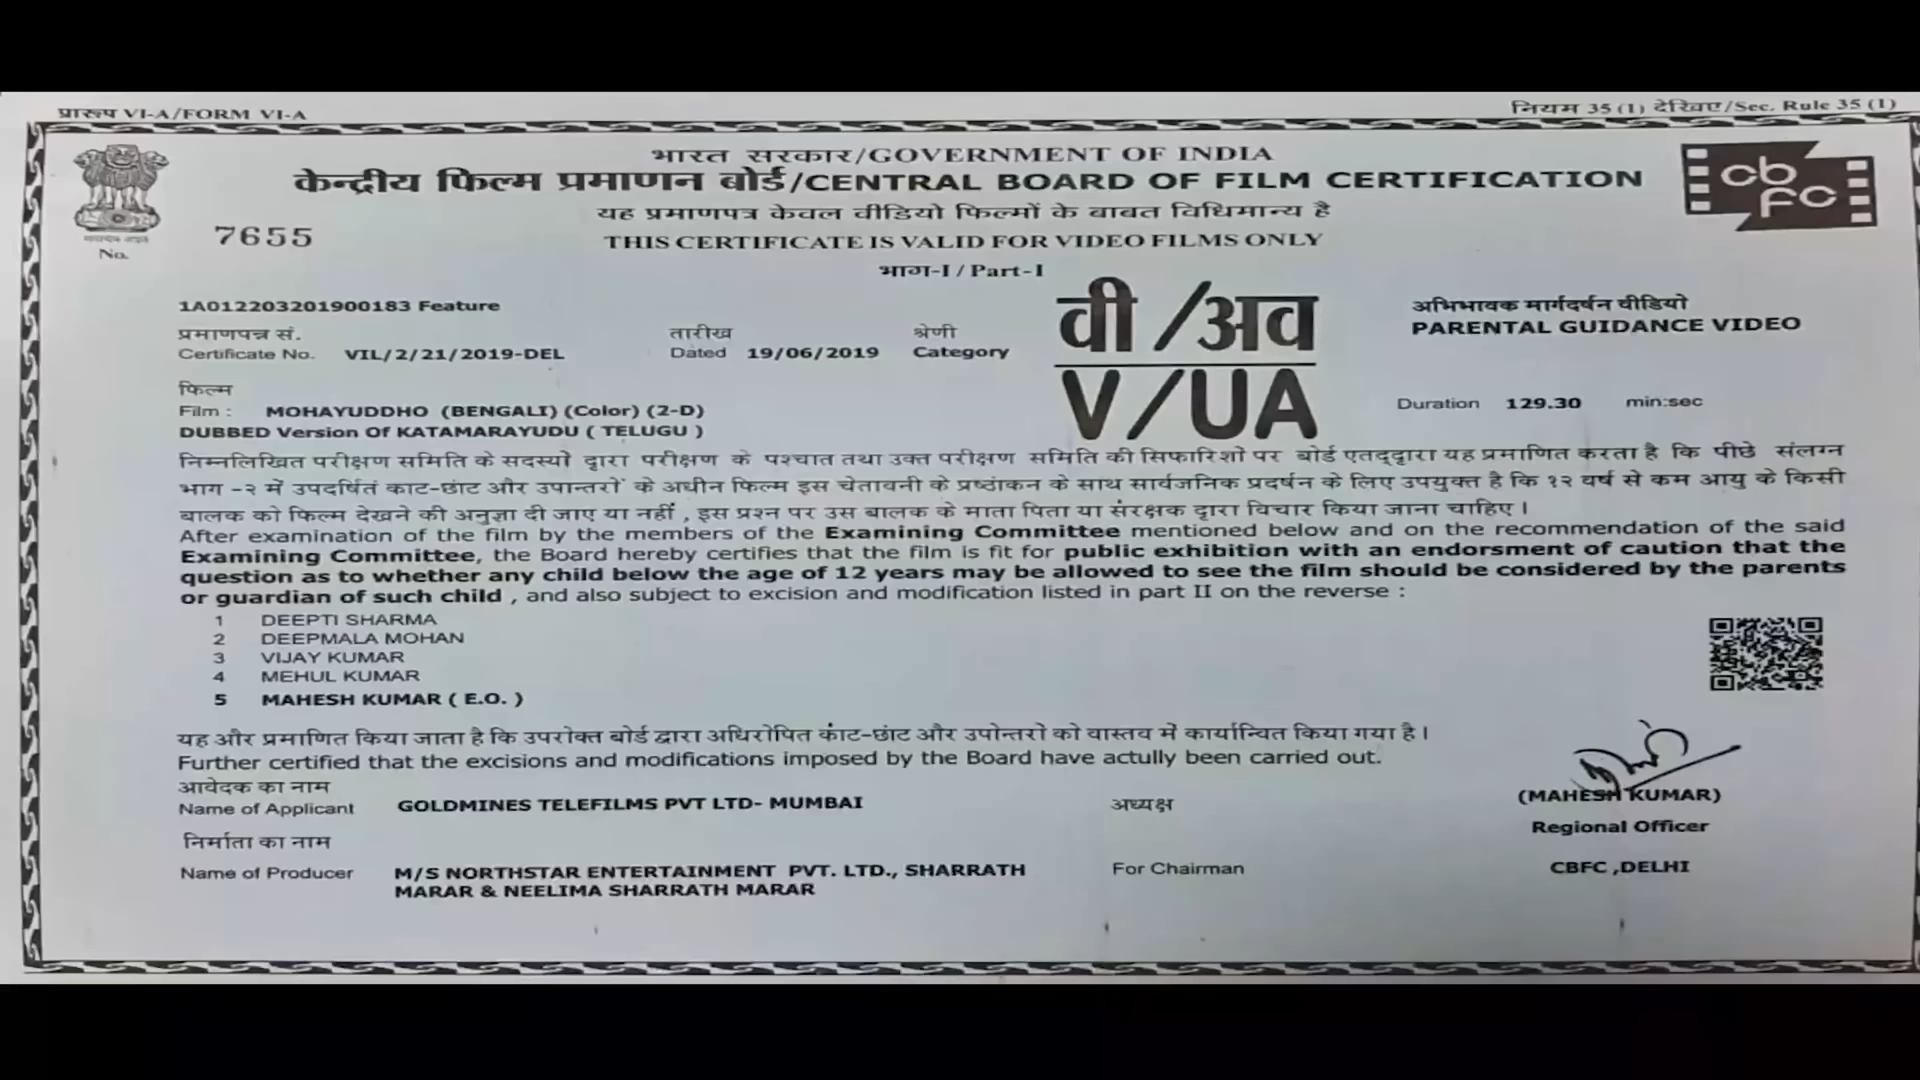 प्रारूप VI-A/FORM VI-A
नियम 35 (1) देखिए/Sec. Rule 35 (1)
भारत सरकार/GOVERNMENT OF INDIA
केन्द्रीय फिल्म प्रमाणन बोर्ड/CENTRAL BOARD OF FILM CERTIFICATION
cb
fc
यह प्रमाणपत्र केवल वीडियो फिल्मों के बाबत विधिमान्य है
No. 7655
THIS CERTIFICATE IS VALID FOR VIDEO FILMS ONLY
भाग-I / Part-I
1A012203201900183 Feature
वी/अव
V/UA
अभिभावक मार्गदर्षन वीडियो
PARENTAL GUIDANCE VIDEO
प्रमाणपत्र सं. तारीख श्रेणी
Certificate No. VIL/2/21/2019-DEL Dated 19/06/2019 Category
फिल्म
Film : MOHAYUDDHO (BENGALI) (Color) (2-D)
Duration 129.30 min:sec
DUBBED Version Of KATAMARAYUDU ( TELUGU )
निम्नलिखित परीक्षण समिति के सदस्यों द्वारा परीक्षण के पश्चात तथा उक्त परीक्षण समिति की सिफारिशों पर बोर्ड एतद्द्वारा यह प्रमाणित करता है कि पीछे संलग्न
भाग -२ में उपदर्षित काट-छांट और उपान्तरों के अधीन फिल्म इस चेतावनी के प्रष्ठांकन के साथ सार्वजनिक प्रदर्षन के लिए उपयुक्त है कि १२ वर्ष से कम आयु के किसी
बालक को फिल्म देखने की अनुज्ञा दी जाए या नहीं , इस प्रश्न पर उस बालक के माता पिता या संरक्षक द्वारा विचार किया जाना चाहिए ।
After examination of the film by the members of the Examining Committee mentioned below and on the recommendation of the said
Examining Committee, the Board hereby certifies that the film is fit for public exhibition with an endorsment of caution that the
question as to whether any child below the age of 12 years may be allowed to see the film should be considered by the parents
or guardian of such child , and also subject to excision and modification listed in part II on the reverse :
1 DEEPTI SHARMA
2 DEEPMALA MOHAN
3 VIJAY KUMAR
4 MEHUL KUMAR
5 MAHESH KUMAR ( E.O. )
यह और प्रमाणित किया जाता है कि उपरोक्त बोर्ड द्वारा अधिरोपित कांट-छांट और उपोन्तरो को वास्तव में कार्यान्वित किया गया है ।
Further certified that the excisions and modifications imposed by the Board have actully been carried out.
आवेदक का नाम
Name of Applicant GOLDMINES TELEFILMS PVT LTD- MUMBAI
अध्यक्ष
(MAHESH KUMAR)
Regional Officer
निर्माता का नाम
Name of Producer M/S NORTHSTAR ENTERTAINMENT PVT. LTD., SHARRATH
MARAR & NEELIMA SHARRATH MARAR
For Chairman
CBFC ,DELHI